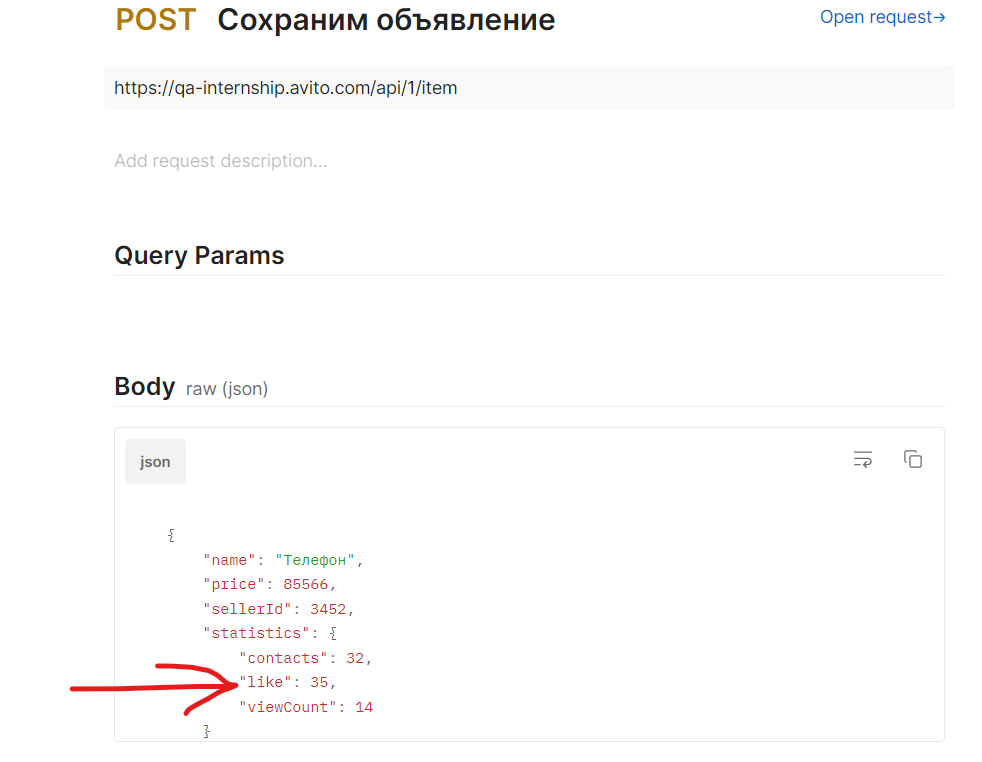 POST Сохраним объявление Open request→
https://qa-internship.avito.com/api/1/item
Add request description...
Query Params
Body raw (json)
json
{
"name": "Телефон",
"price": 85566,
"sellerId": 3452,
"statistics": {
"contacts": 32,
"like": 35,
"viewCount": 14
}